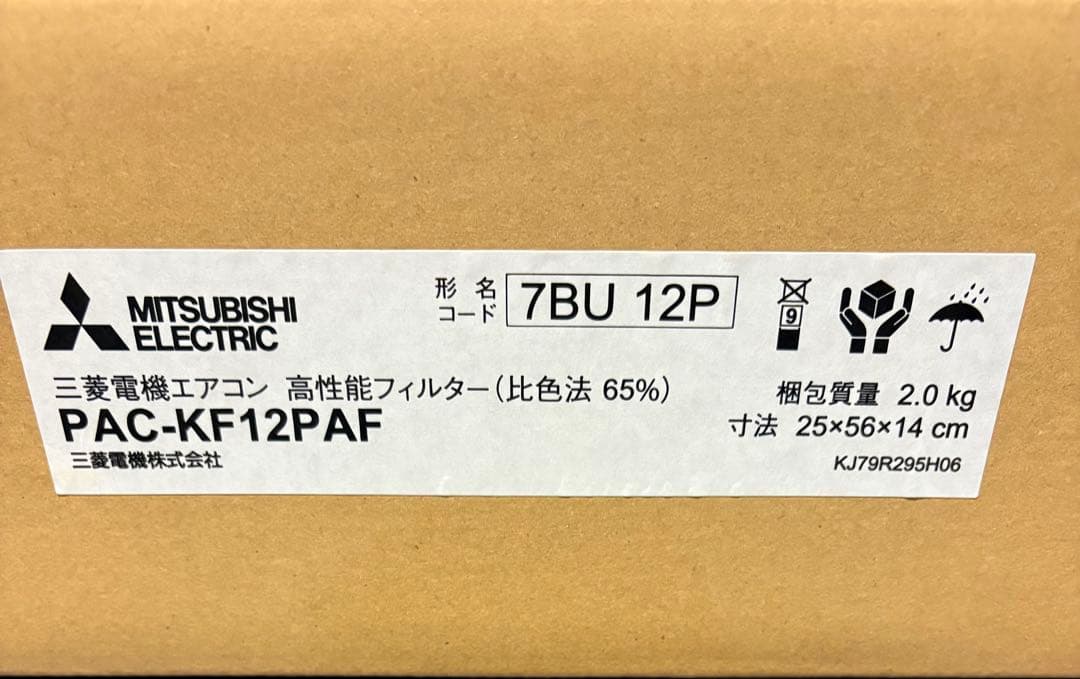 MITSUBISHI
ELECTRIC
形名
コード
7BU 12P
9
三菱電機エアコン 高性能フィルター(比色法 65%)
PAC-KF12PAF
三菱電機株式会社
梱包質量 2.0 kg
寸法 25×56×14 cm
KJ79R295H06